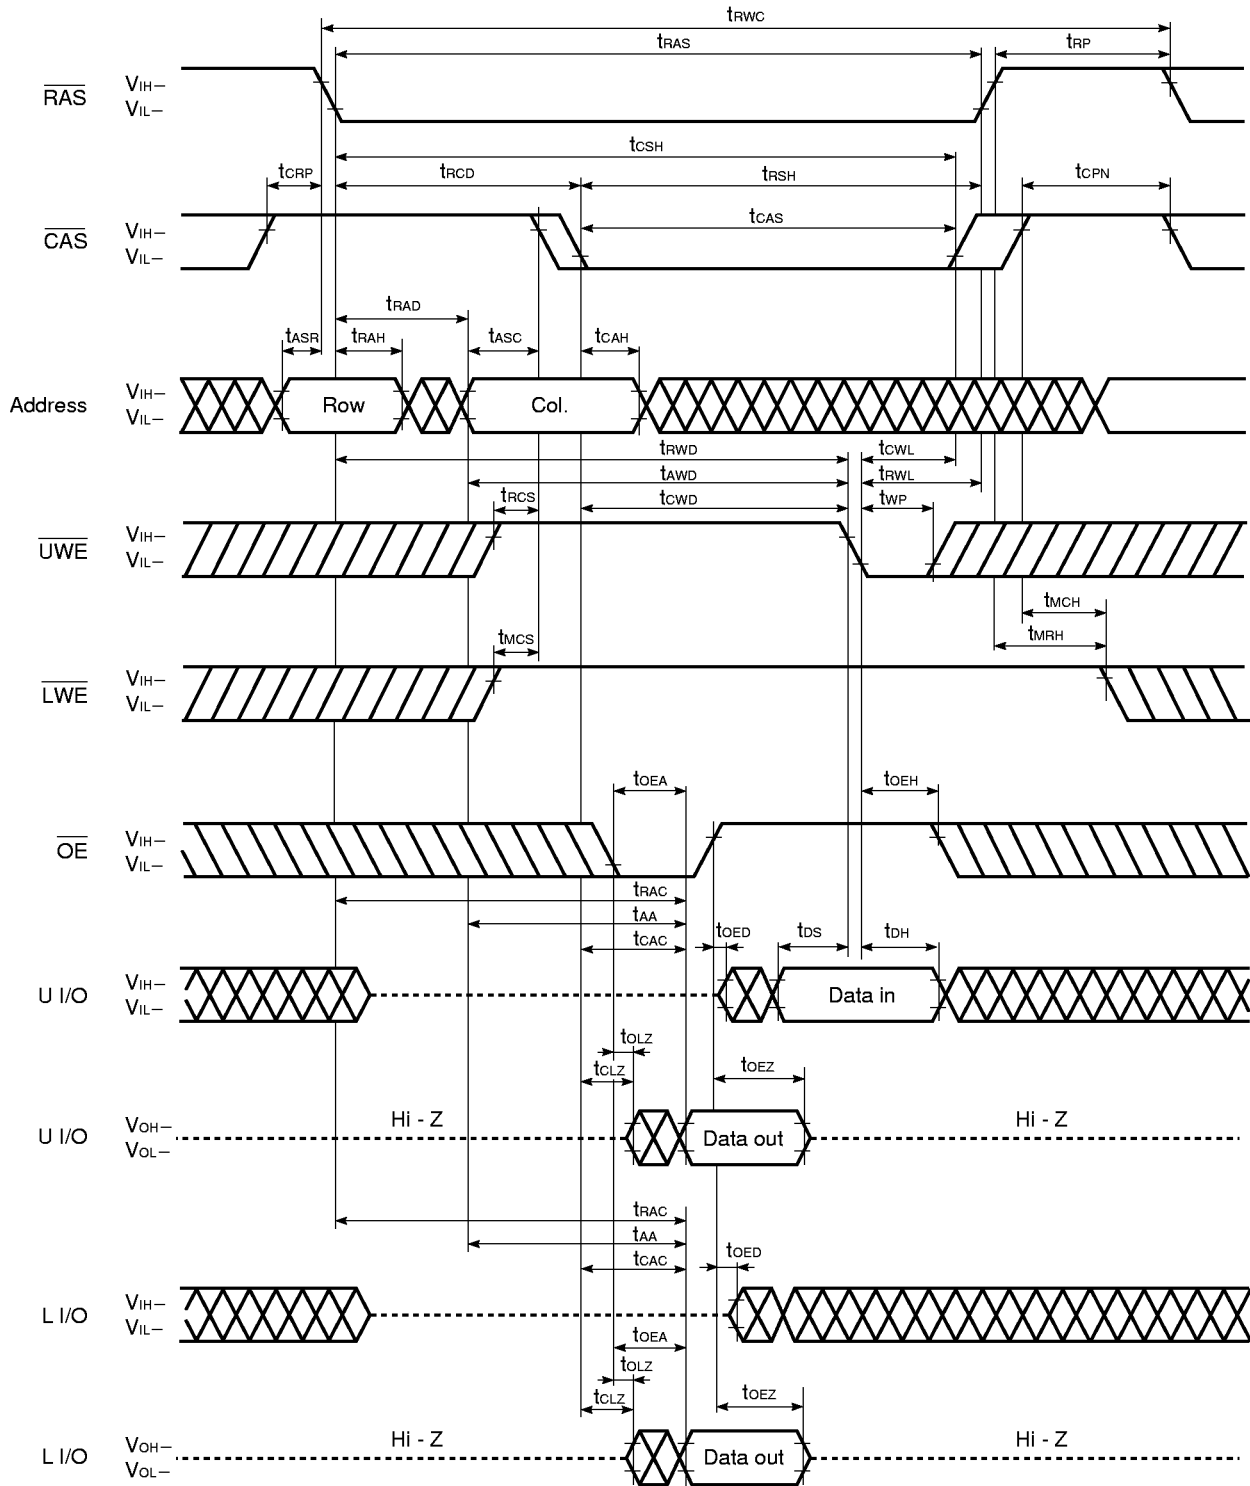 tRWC
tRAS
tRP
RAS
VIH–
VIL–
tCSH
tCRP
tRCD
tRSH
tCPN
CAS
VIH–
VIL–
tCAS
tRAD
tASR
tRAH
tASC
tCAH
Address
VIH–
VIL–
Row
Col.
tRWD
tCWL
tAWD
tRWL
tRCS
tCWD
tWP
UWE
VIH–
VIL–
tMCH
tMCS
tMRH
LWE
VIH–
VIL–
tOEA
tOEH
OE
VIH–
VIL–
tRAC
tAA
tOED
tDS
tDH
tCAC
U I/O
VIH–
VIL–
Data in
tOLZ
tCLZ
tOEZ
U I/O
VOH–
VOL–
Hi - Z
Data out
Hi - Z
tRAC
tAA
tOED
tCAC
L I/O
VIH–
VIL–
tOEA
tOLZ
tCLZ
tOEZ
L I/O
VOH–
VOL–
Hi - Z
Data out
Hi - Z